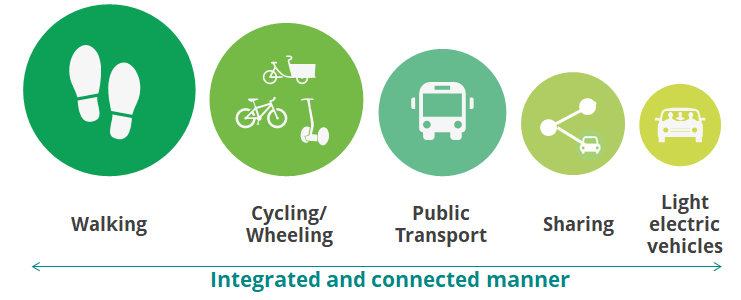 Walking
Cycling/
Wheeling
Public
Transport
Sharing
Light
electric
vehicles
Integrated and connected manner